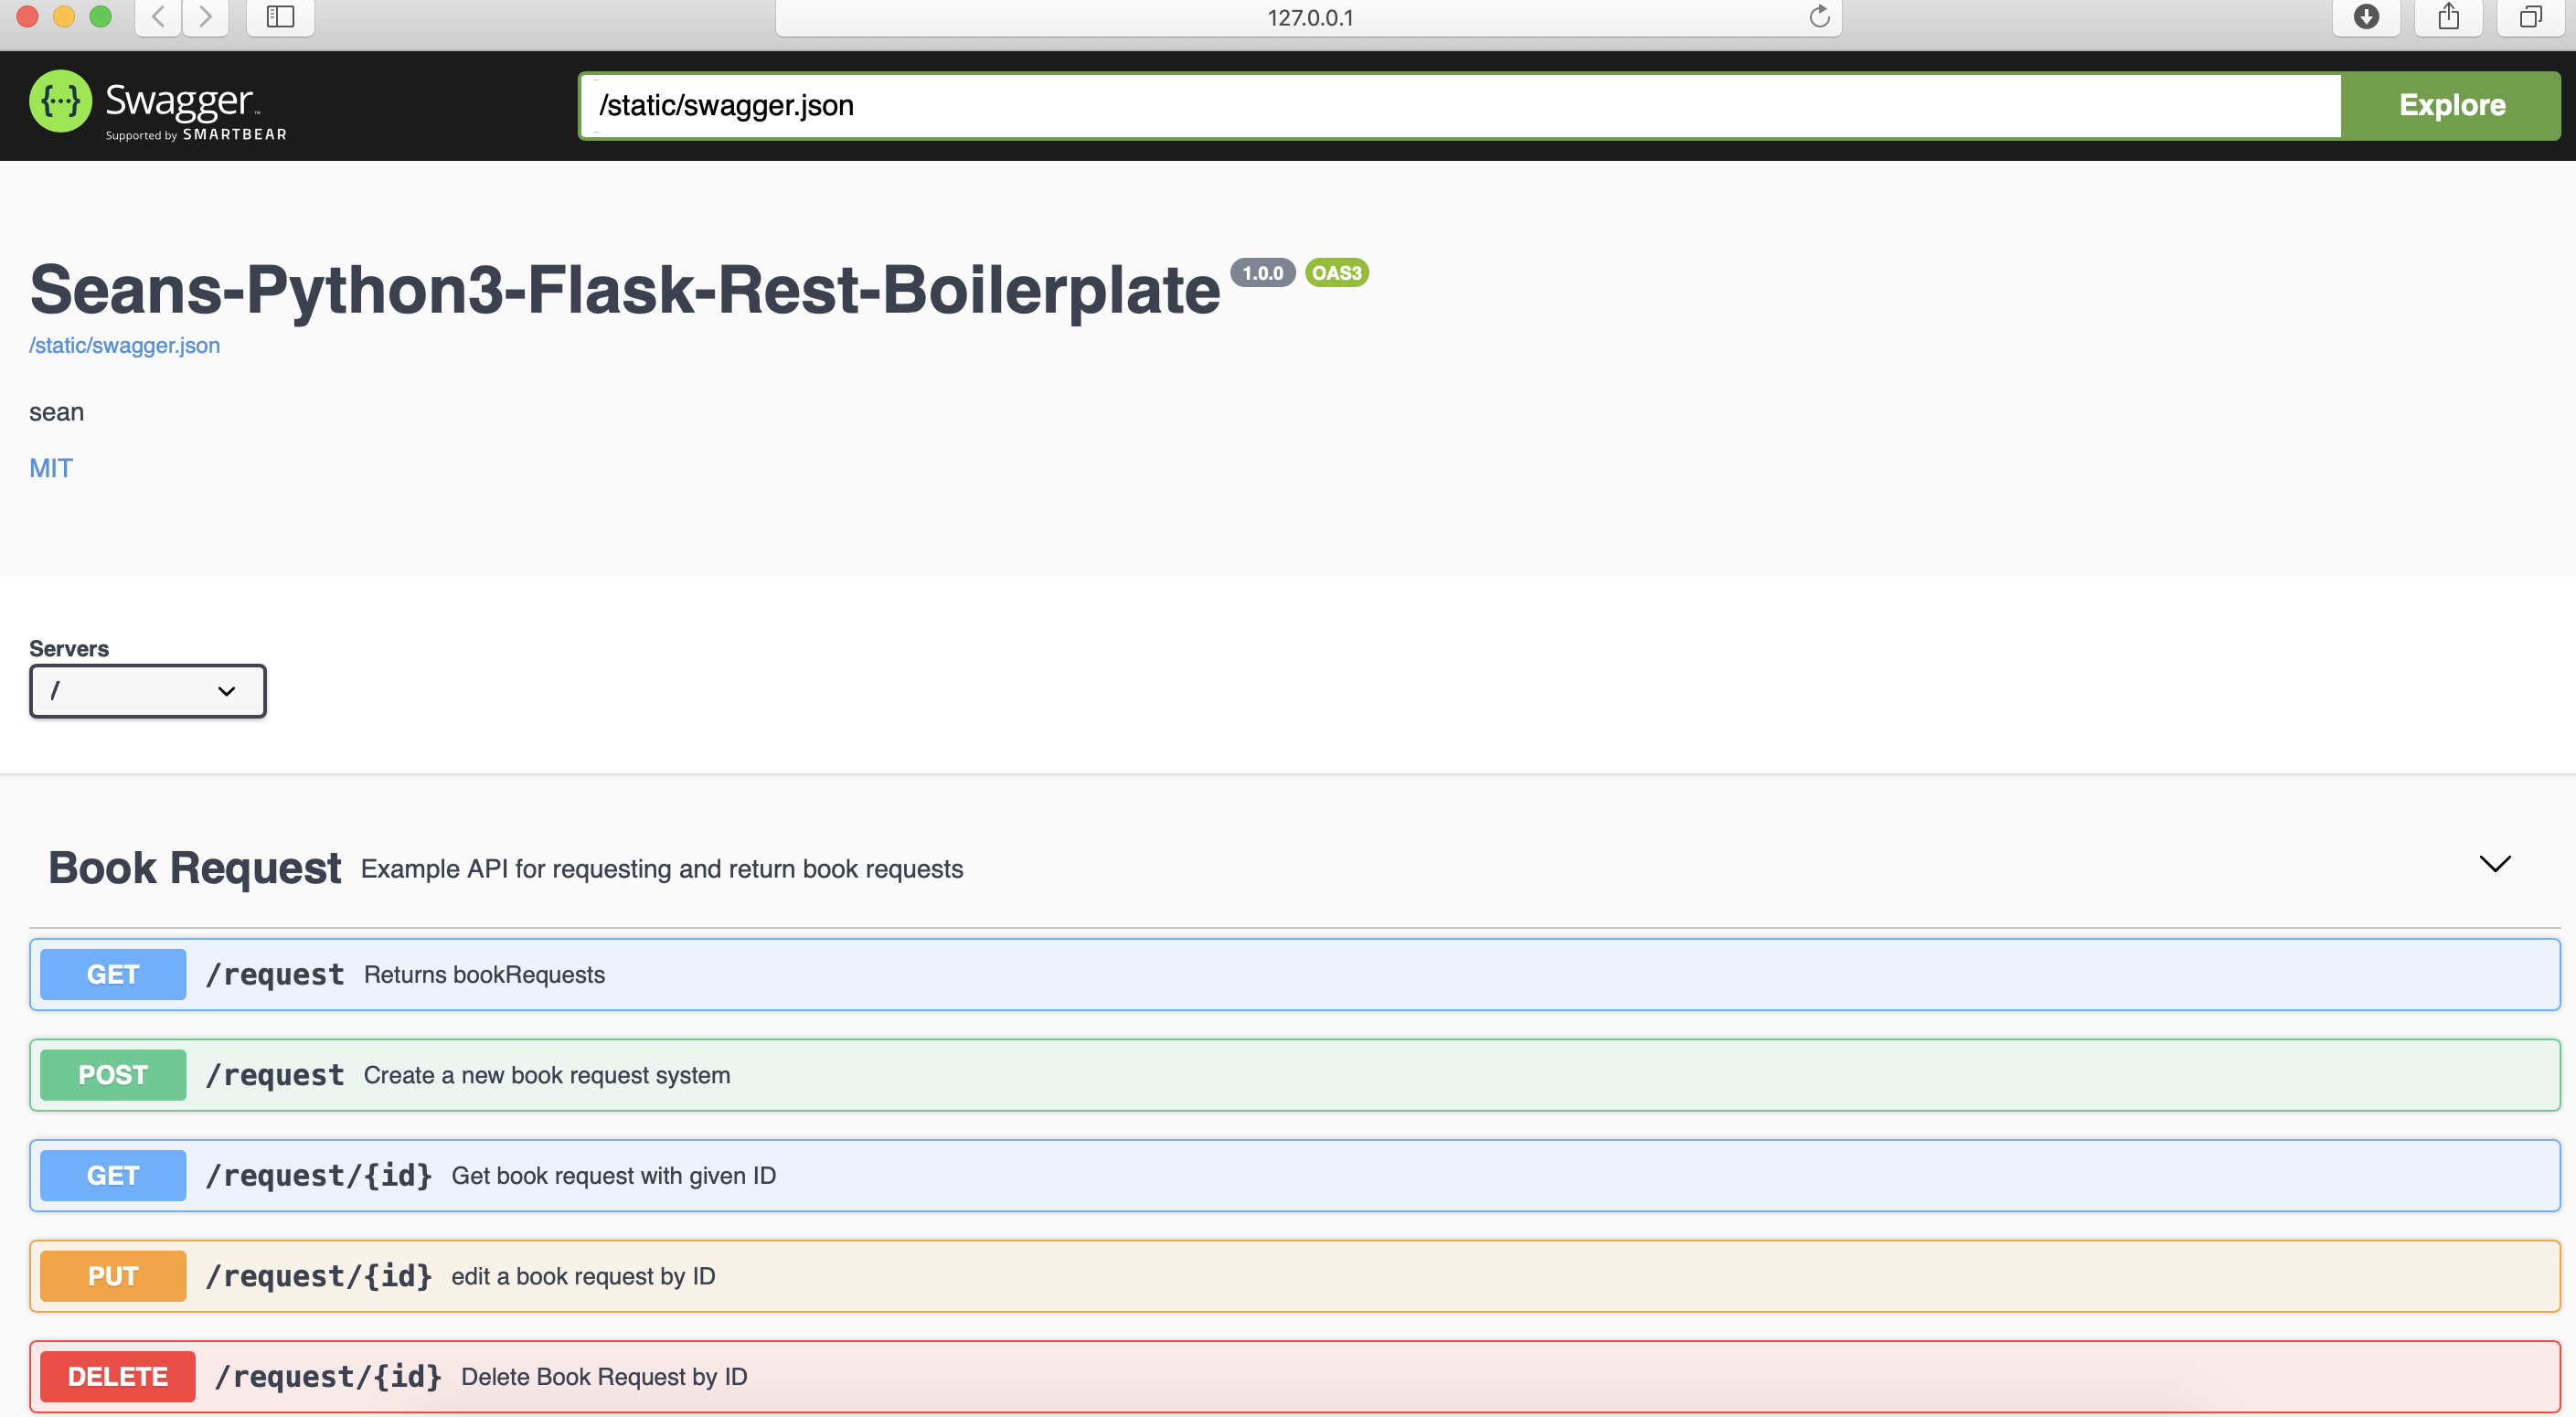 127.0.0.1
{...} Swagger™
Supported by SMARTBEAR
/static/swagger.json
Explore
Seans-Python3-Flask-Rest-Boilerplate 1.0.0 OAS3
/static/swagger.json
sean
MIT
Servers
/
Book Request Example API for requesting and return book requests
GET /request Returns bookRequests
POST /request Create a new book request system
GET /request/{id} Get book request with given ID
PUT /request/{id} edit a book request by ID
DELETE /request/{id} Delete Book Request by ID